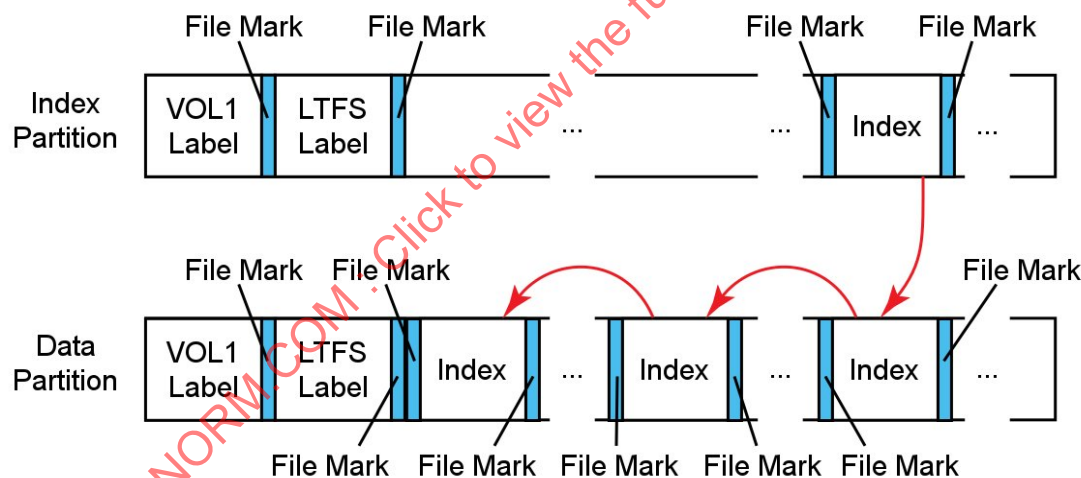 File Mark File Mark File Mark File Mark
Index
Partition
VOL1
Label
LTFS
Label
...
...
Index
...
File Mark File Mark File Mark
Data
Partition
VOL1
Label
LTFS
Label
Index
...
Index
...
Index
...
File Mark File Mark File Mark File Mark File Mark
NORM.COM : Click to view the fu